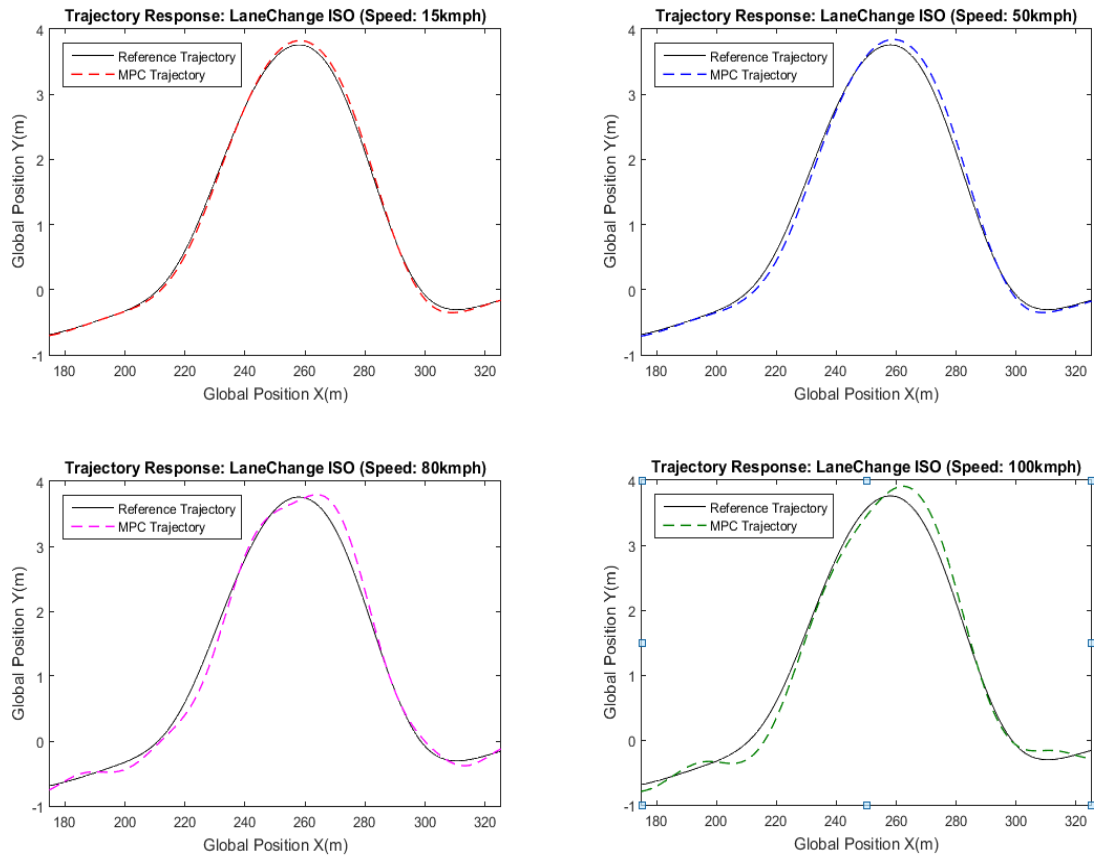 Trajectory Response: LaneChange ISO (Speed: 15kmph)
4
3
2
1
0
-1
Global Position Y(m)
Reference Trajectory
MPC Trajectory
180 200 220 240 260 280 300 320
Global Position X(m)
Trajectory Response: LaneChange ISO (Speed: 50kmph)
4
3
2
1
0
-1
Global Position Y(m)
Reference Trajectory
MPC Trajectory
180 200 220 240 260 280 300 320
Global Position X(m)
Trajectory Response: LaneChange ISO (Speed: 80kmph)
4
3
2
1
0
-1
Global Position Y(m)
Reference Trajectory
MPC Trajectory
180 200 220 240 260 280 300 320
Global Position X(m)
Trajectory Response: LaneChange ISO (Speed: 100kmph)
4
3
2
1
0
-1
Global Position Y(m)
Reference Trajectory
MPC Trajectory
180 200 220 240 260 280 300 320
Global Position X(m)